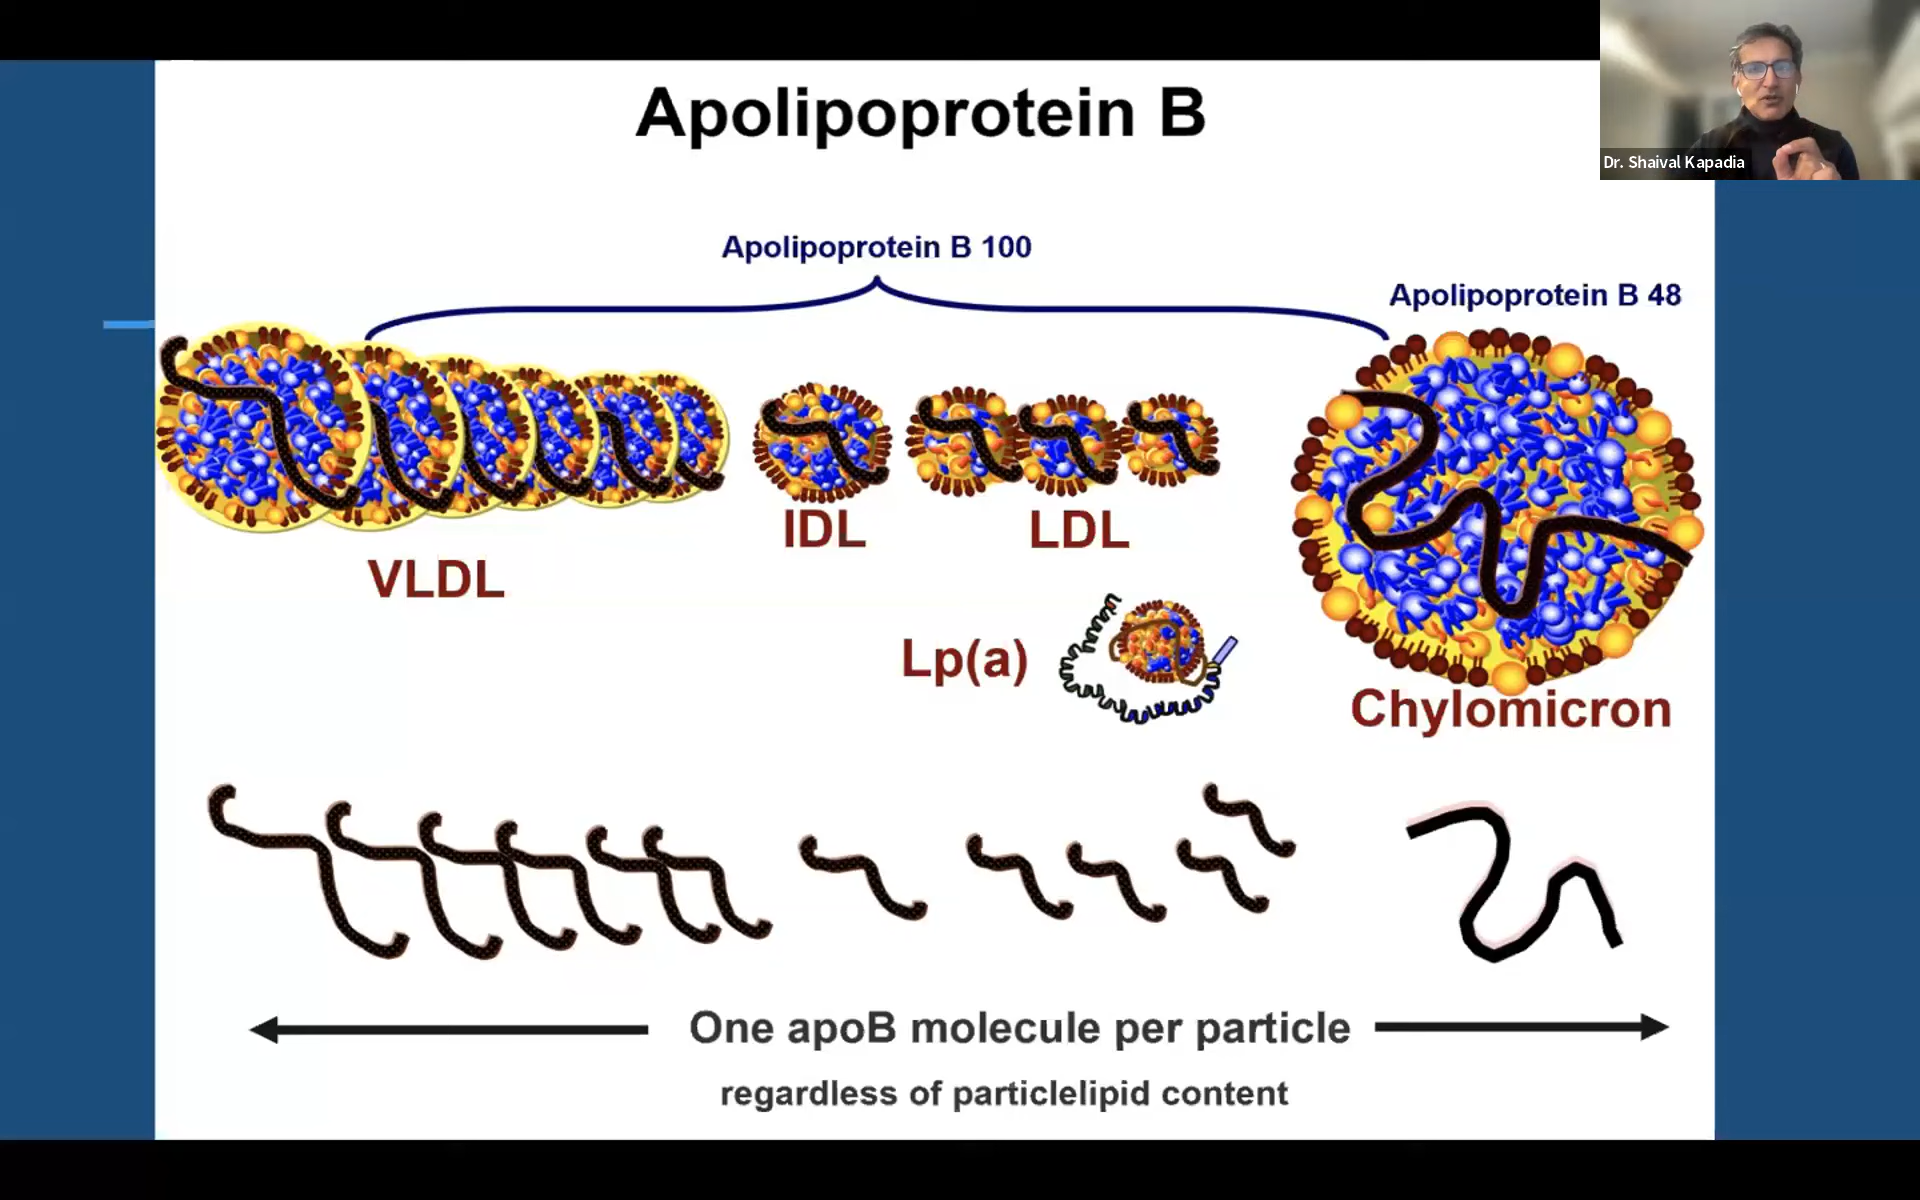 Apolipoprotein B
Dr. Shaival Kapadia
Apolipoprotein B 100
Apolipoprotein B 48
VLDL
IDL
LDL
Lp(a)
Chylomicron
One apoB molecule per particle
regardless of particlelipid content